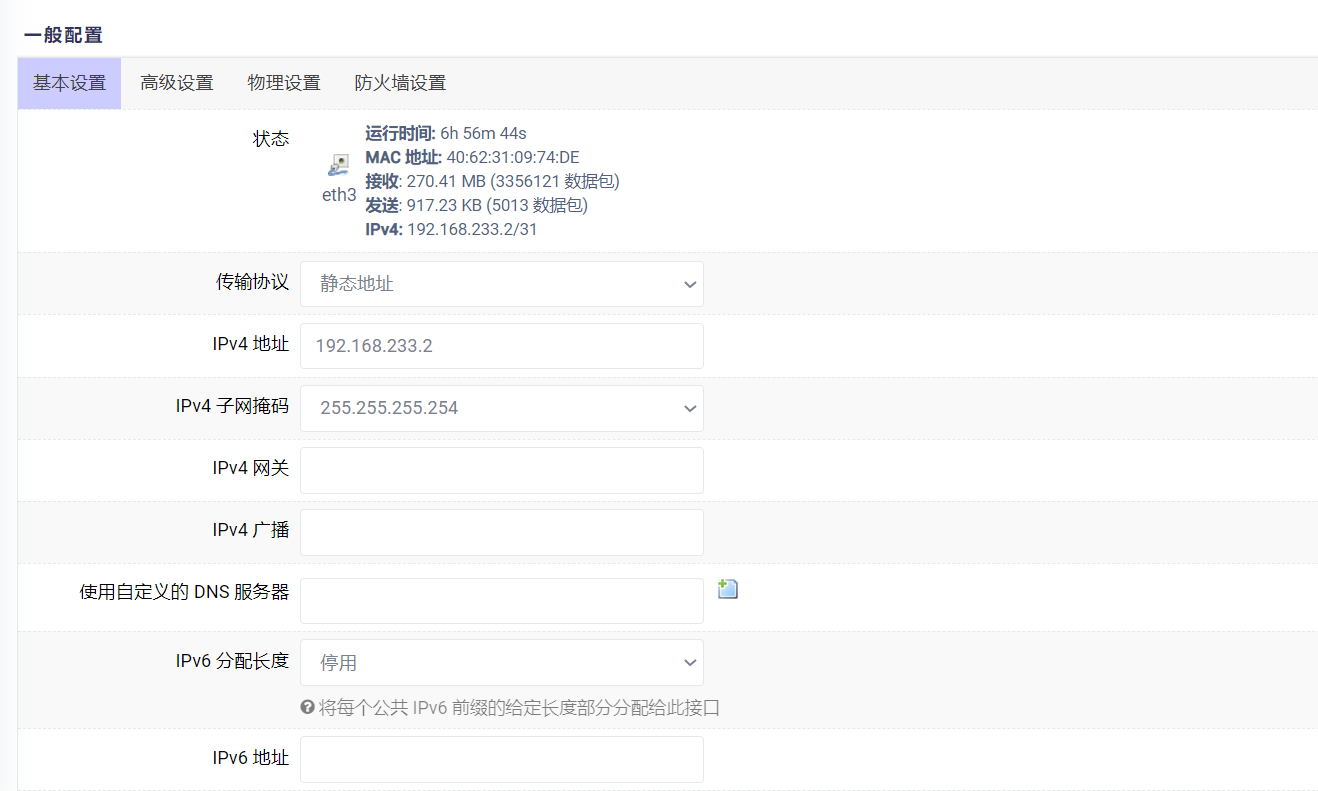 一般配置
基本设置 高级设置 物理设置 防火墙设置
状态
eth3
运行时间: 6h 56m 44s
MAC 地址: 40:62:31:09:74:DE
接收: 270.41 MB (3356121 数据包)
发送: 917.23 KB (5013 数据包)
IPv4: 192.168.233.2/31
传输协议 静态地址
IPv4 地址 192.168.233.2
IPv4 子网掩码 255.255.255.254
IPv4 网关
IPv4 广播
使用自定义的 DNS 服务器
IPv6 分配长度 停用
将每个公共 IPv6 前缀的给定长度部分分配给此接口
IPv6 地址